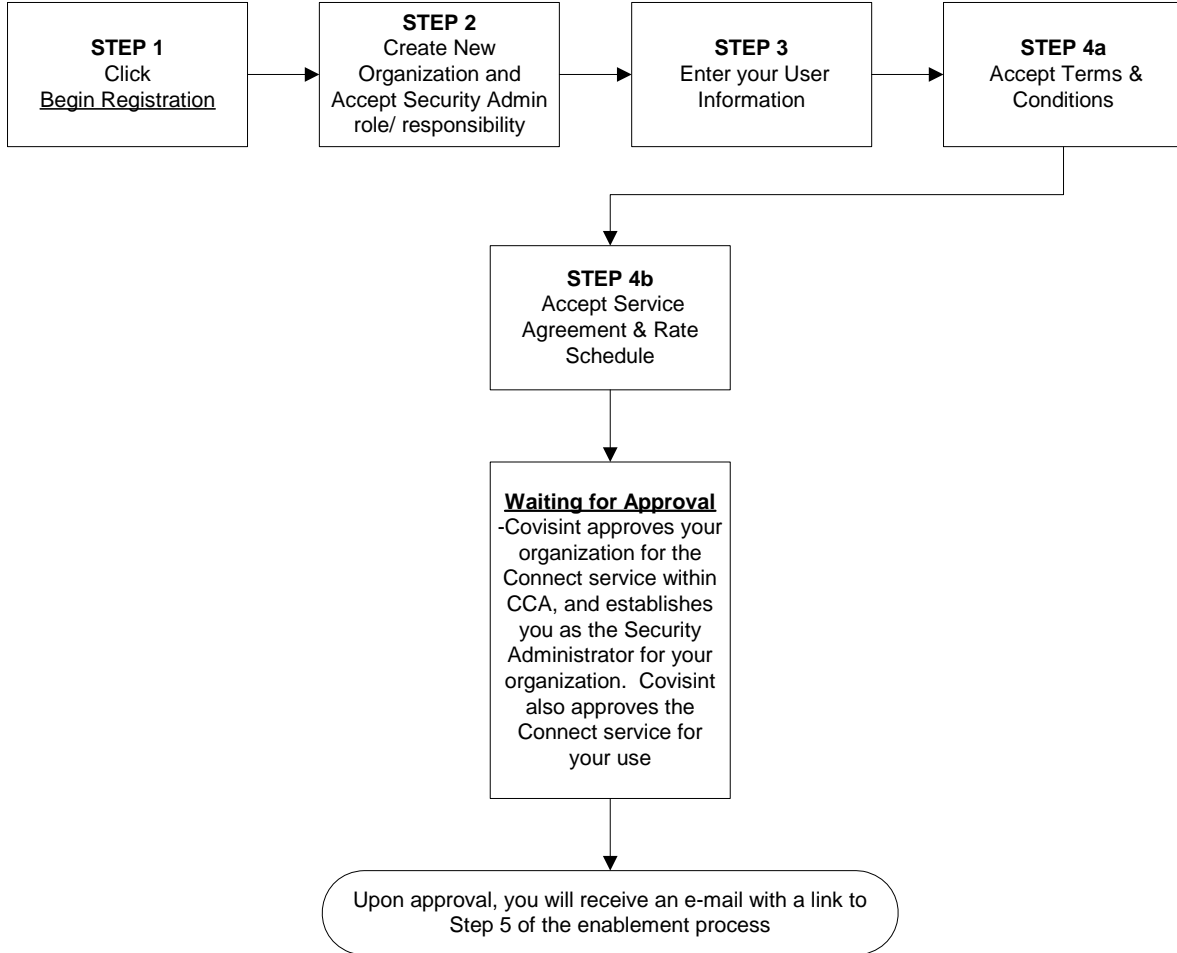 STEP 1
Click
Begin Registration
STEP 2
Create New
Organization and
Accept Security Admin
role/ responsibility
STEP 3
Enter your User
Information
STEP 4a
Accept Terms &
Conditions
STEP 4b
Accept Service
Agreement & Rate
Schedule
Waiting for Approval
-Covisint approves your
organization for the
Connect service within
CCA, and establishes
you as the Security
Administrator for your
organization.  Covisint
also approves the
Connect service for
your use
Upon approval, you will receive an e-mail with a link to
Step 5 of the enablement process